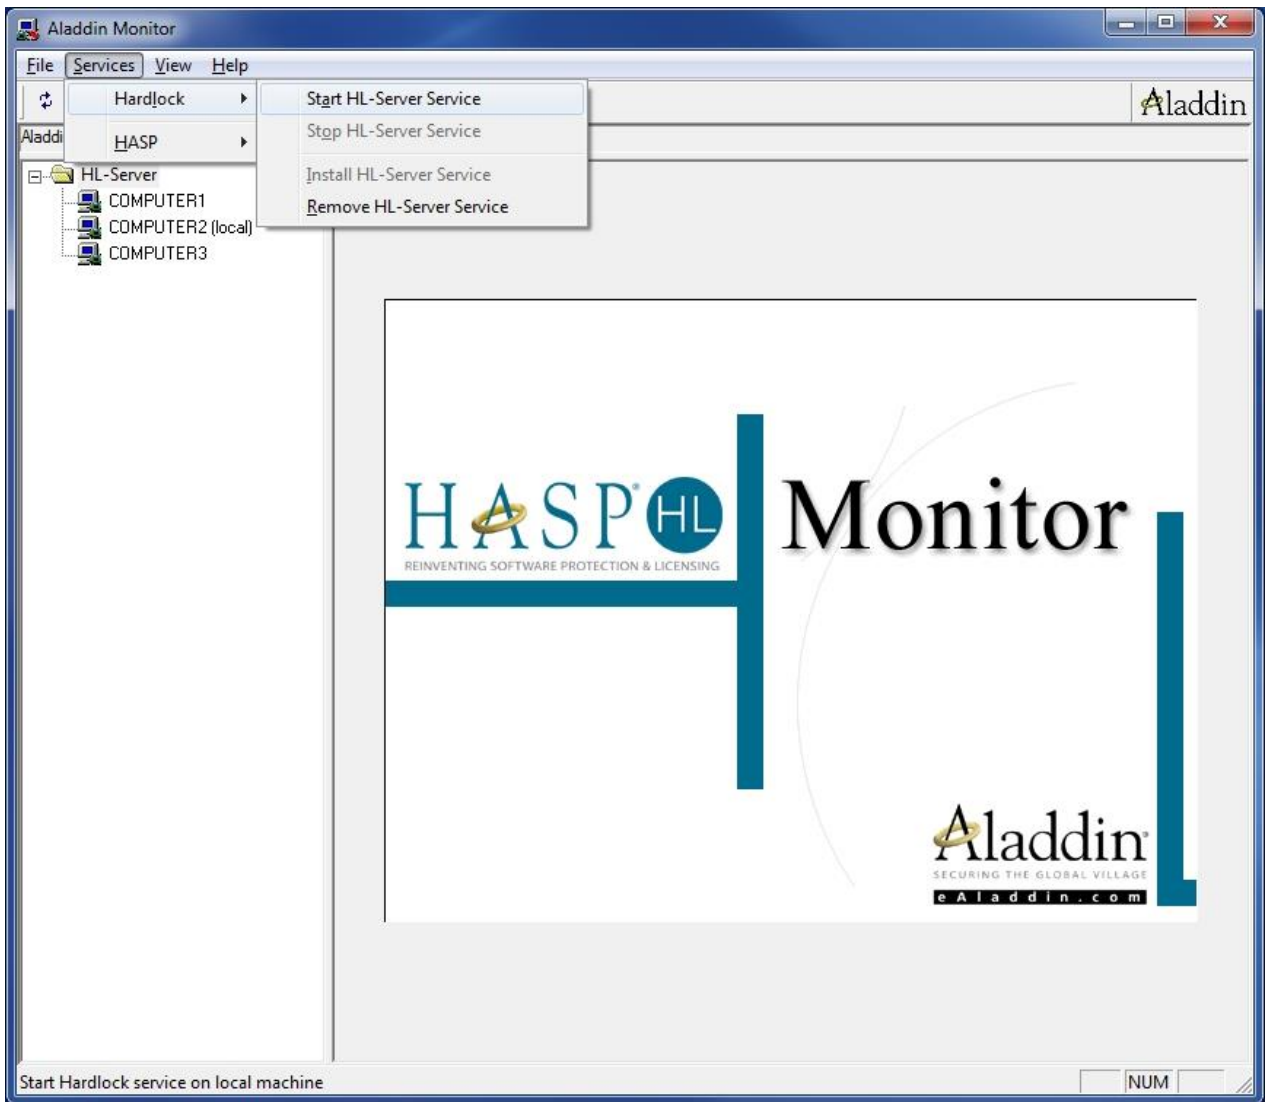 Aladdin Monitor
File Services View Help
Hardlock
HASP
Start HL-Server Service
Stop HL-Server Service
Install HL-Server Service
Remove HL-Server Service
Aladdin
Aladdi
HL-Server
COMPUTER1
COMPUTER2 (local)
COMPUTER3
HASP® HL
REINVENTING SOFTWARE PROTECTION & LICENSING
Monitor
Aladdin®
SECURING THE GLOBAL VILLAGE
eAladdin.com
Start Hardlock service on local machine
NUM